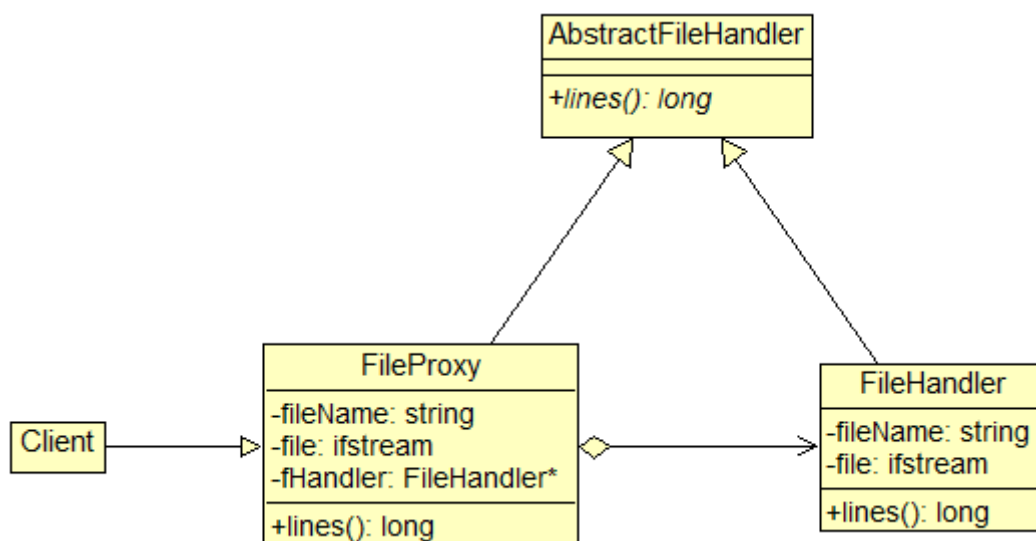 AbstractFileHandler
+lines(): long
FileProxy
-fileName: string
-file: ifstream
-fHandler: FileHandler*
+lines(): long
Client
FileHandler
-fileName: string
-file: ifstream
+lines(): long